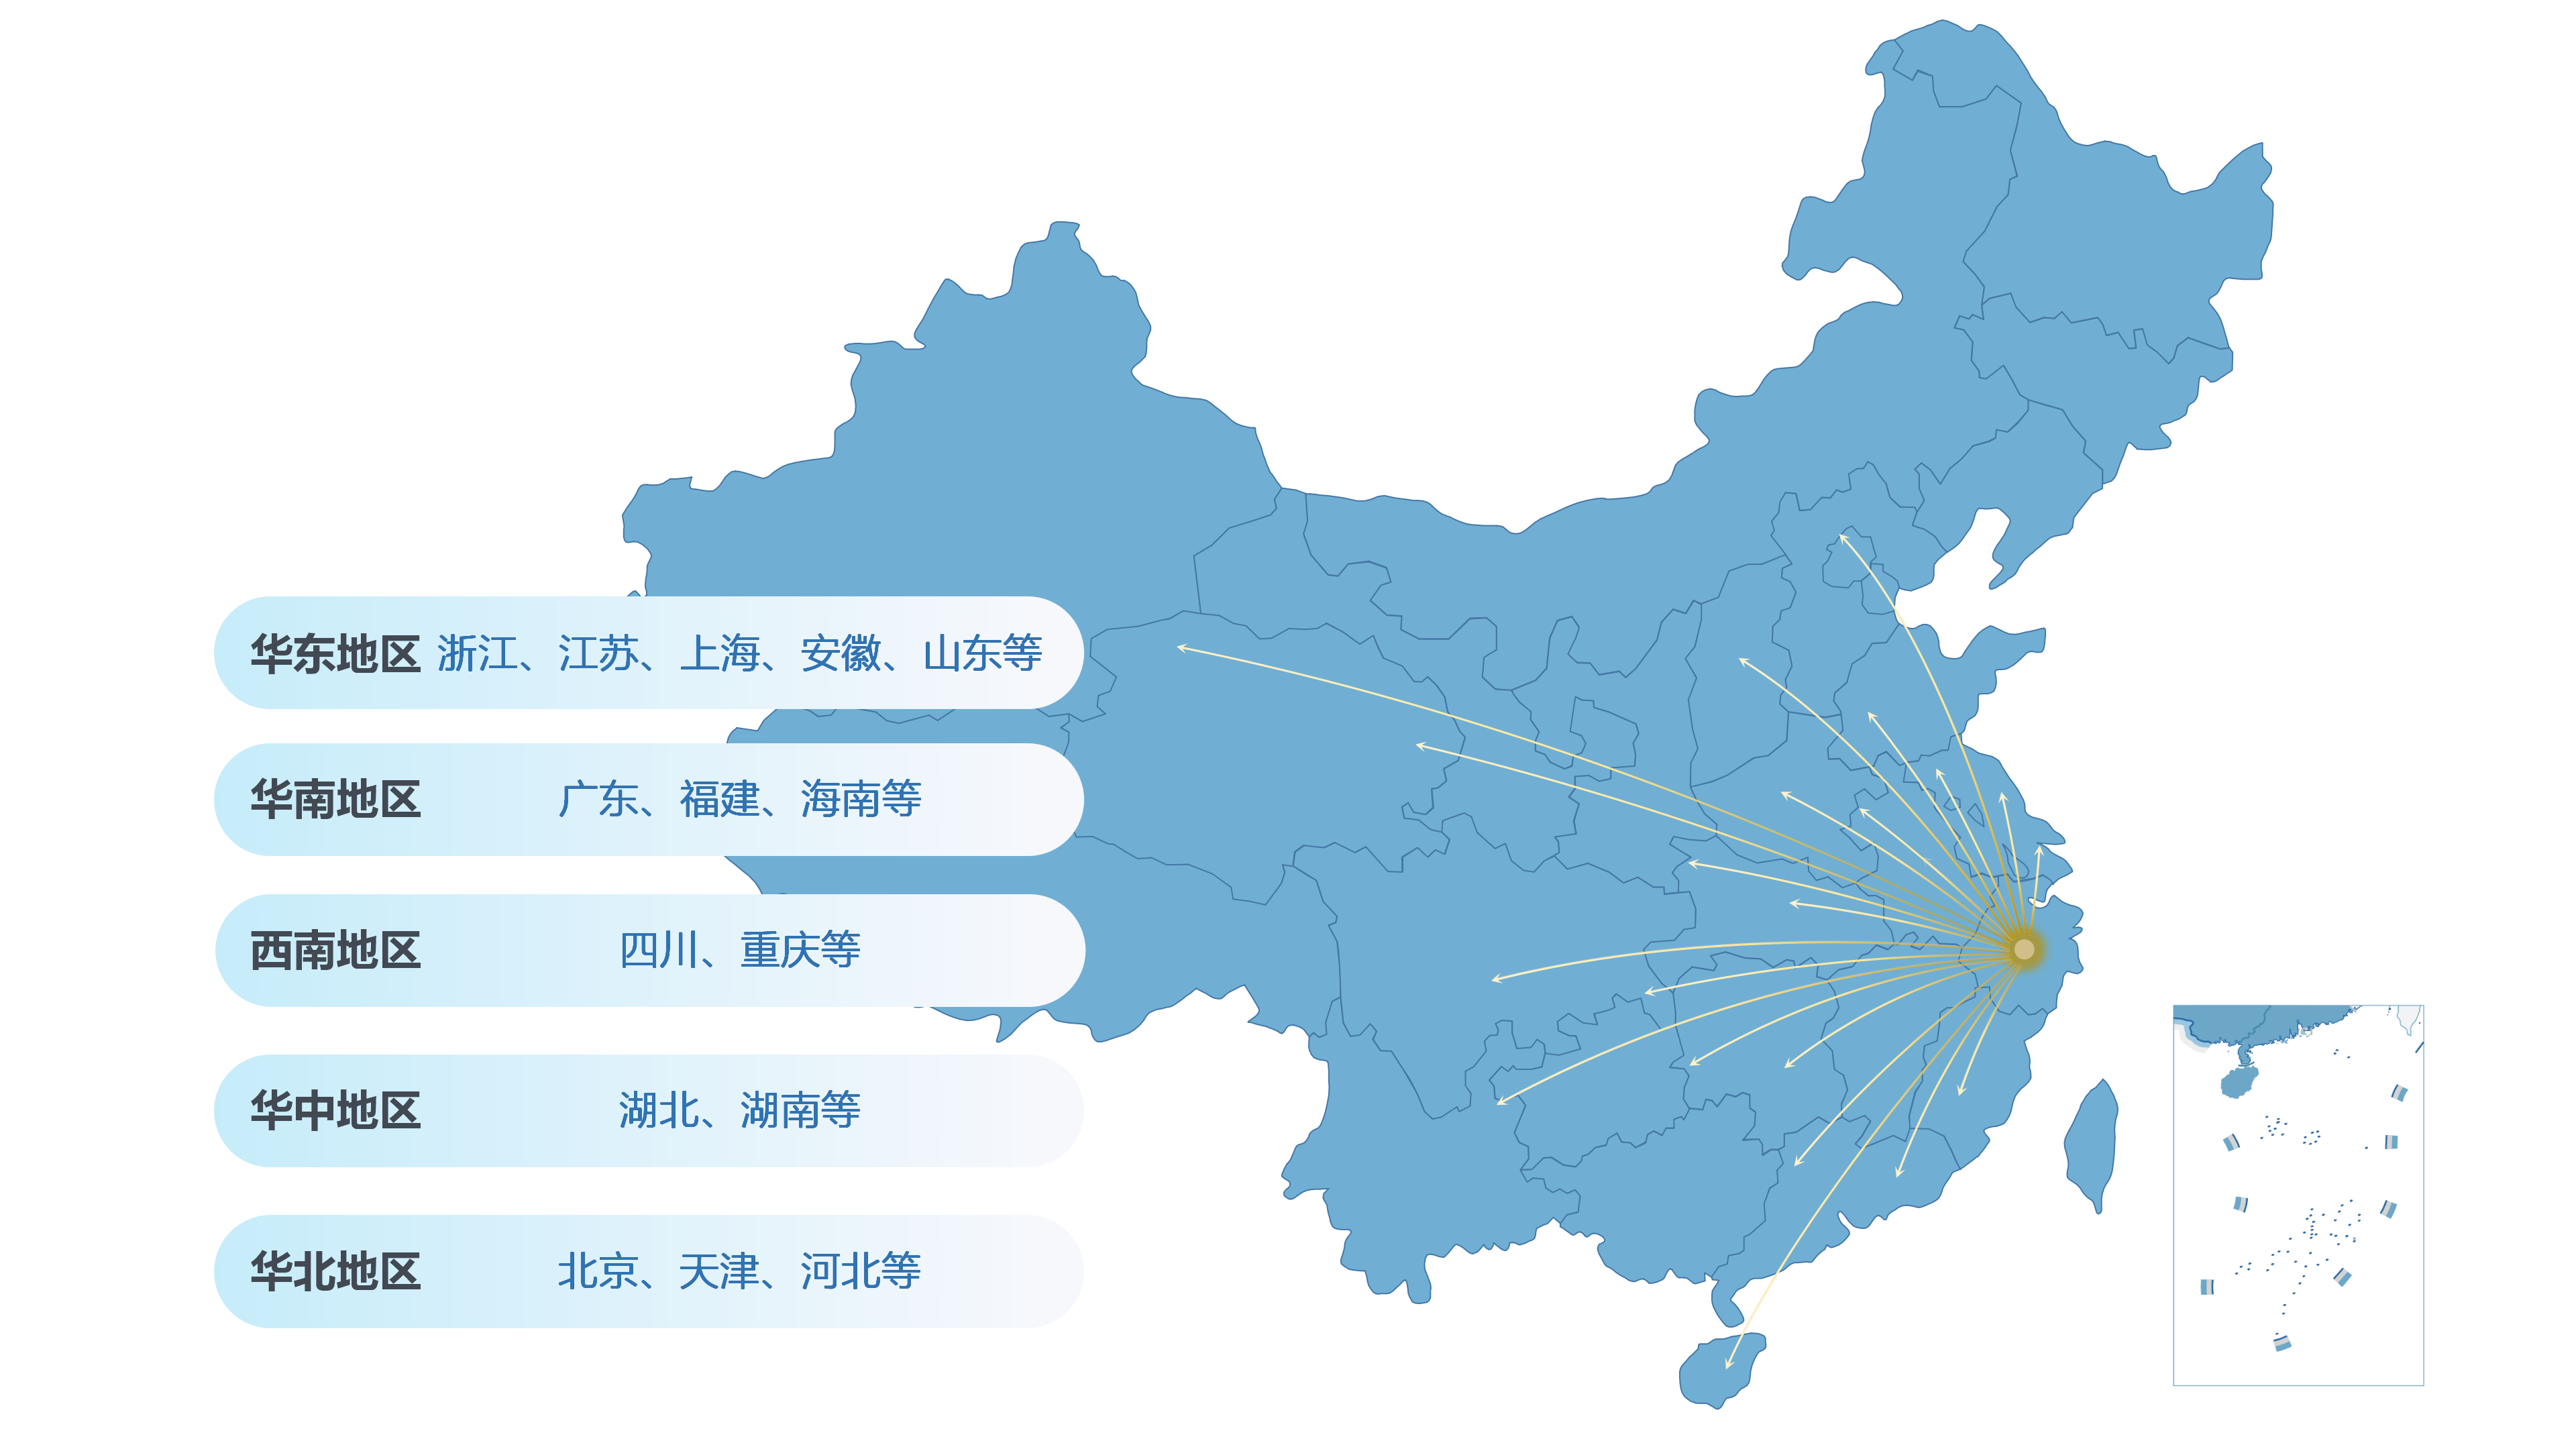 华东地区 浙江、江苏、上海、安徽、山东等
华南地区 广东、福建、海南等
西南地区 四川、重庆等
华中地区 湖北、湖南等
华北地区 北京、天津、河北等